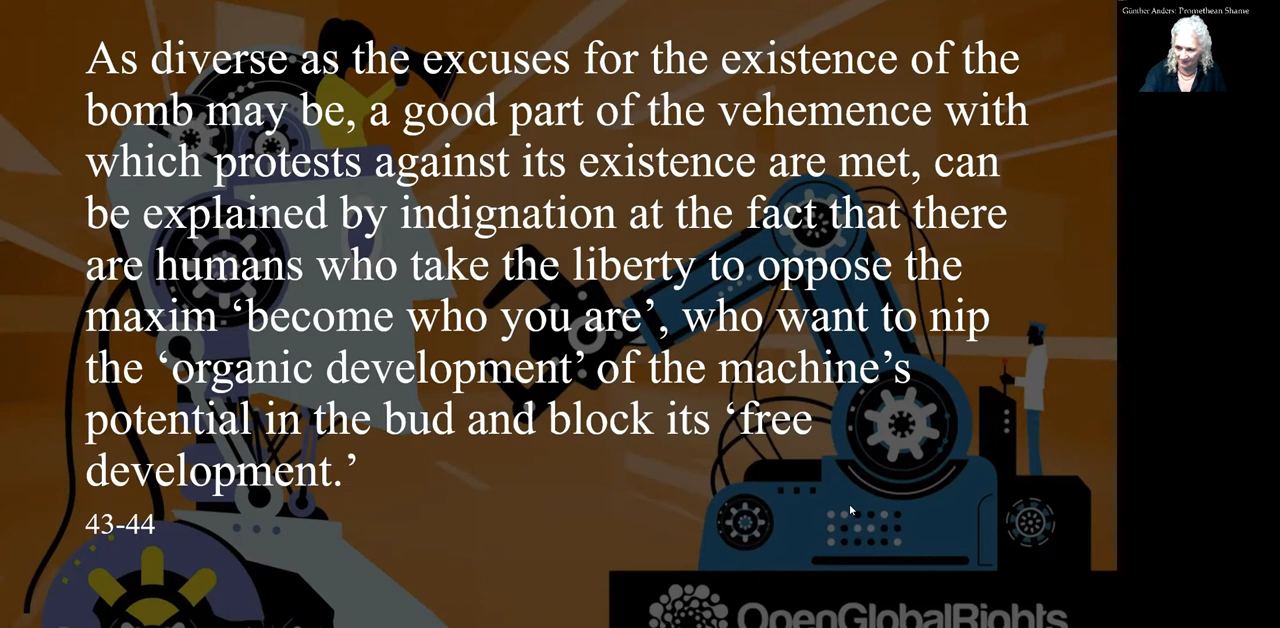 As diverse as the excuses for the existence of the
bomb may be, a good part of the vehemence with
which protests against its existence are met, can
be explained by indignation at the fact that there
are humans who take the liberty to oppose the
maxim ‘become who you are’, who want to nip
the ‘organic development’ of the machine’s
potential in the bud and block its ‘free
development.’
43-44
OpenGlobalRights
Günther Anders: Promethean Shame